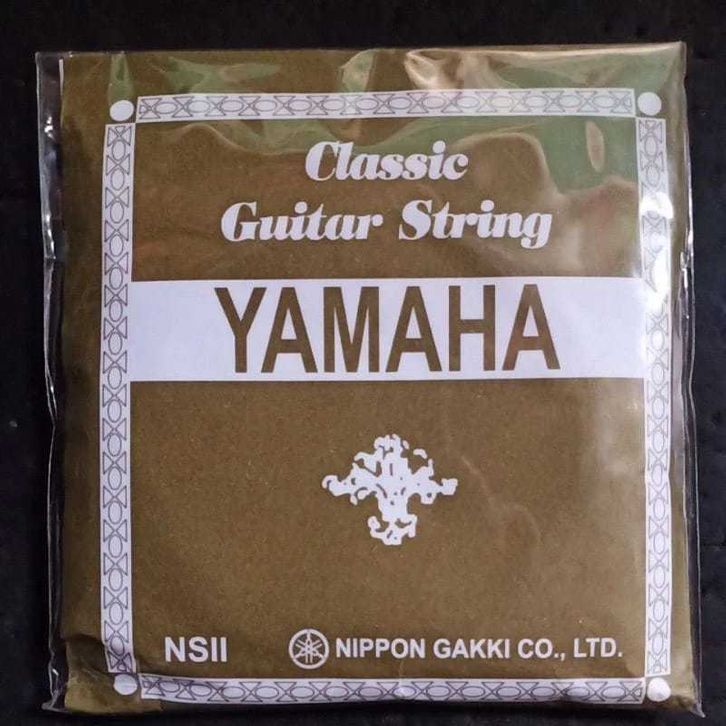 Classic
Guitar String
YAMAHA
NSII
NIPPON GAKKI CO., LTD.